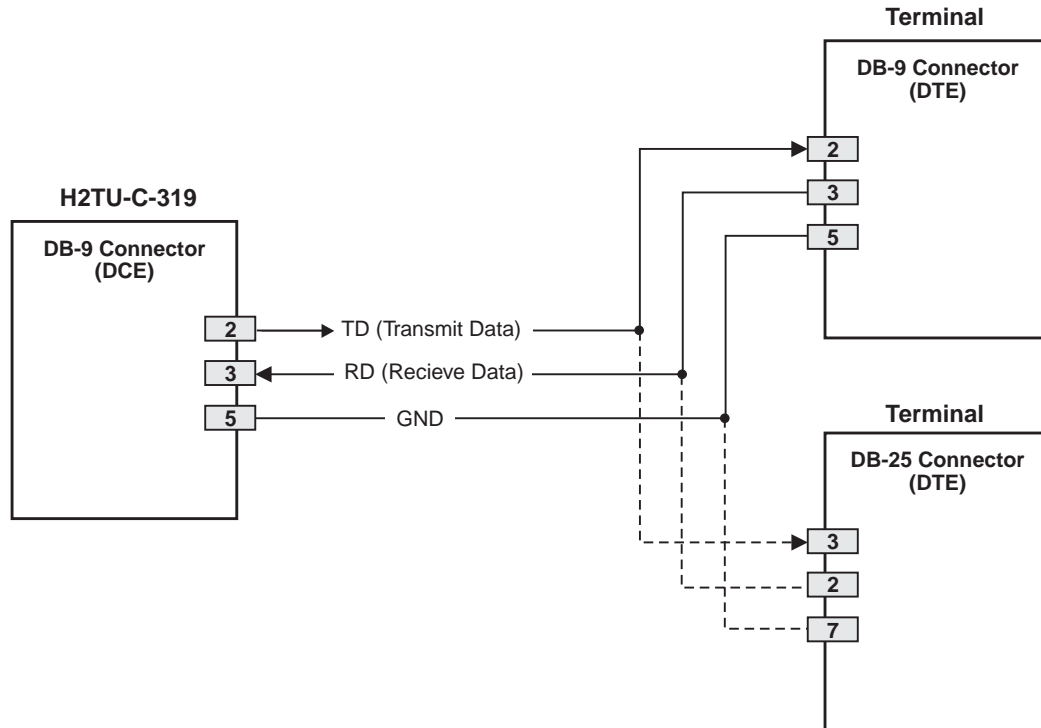 Terminal
DB-9 Connector
(DTE)
2
3
5
H2TU-C-319
DB-9 Connector
(DCE)
2
TD (Transmit Data)
3
RD (Recieve Data)
5
GND
Terminal
DB-25 Connector
(DTE)
3
2
7